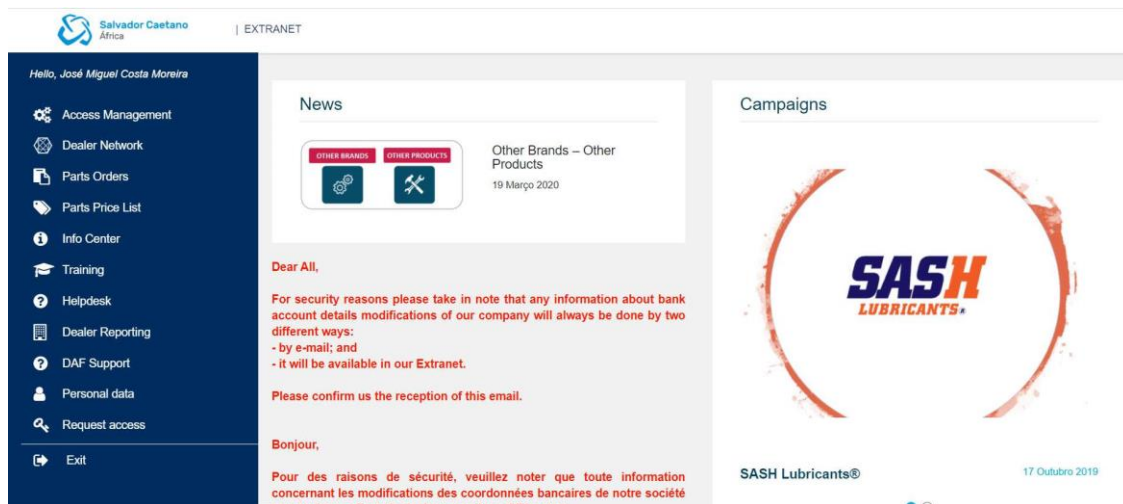 Salvador Caetano
África
| EXTRANET
Hello, José Miguel Costa Moreira
Access Management
Dealer Network
Parts Orders
Parts Price List
Info Center
Training
Helpdesk
Dealer Reporting
DAF Support
Personal data
Request access
Exit
News
OTHER BRANDS
OTHER PRODUCTS
Other Brands – Other
Products
19 Março 2020
Dear All,
For security reasons please take in note that any information about bank
account details modifications of our company will always be done by two
different ways:
- by e-mail; and
- it will be available in our Extranet.
Please confirm us the reception of this email.
Bonjour,
Pour des raisons de sécurité, veuillez noter que toute information
concernant les modifications des coordonnées bancaires de notre société
Campaigns
SASH
LUBRICANTS®
SASH Lubricants®
17 Outubro 2019